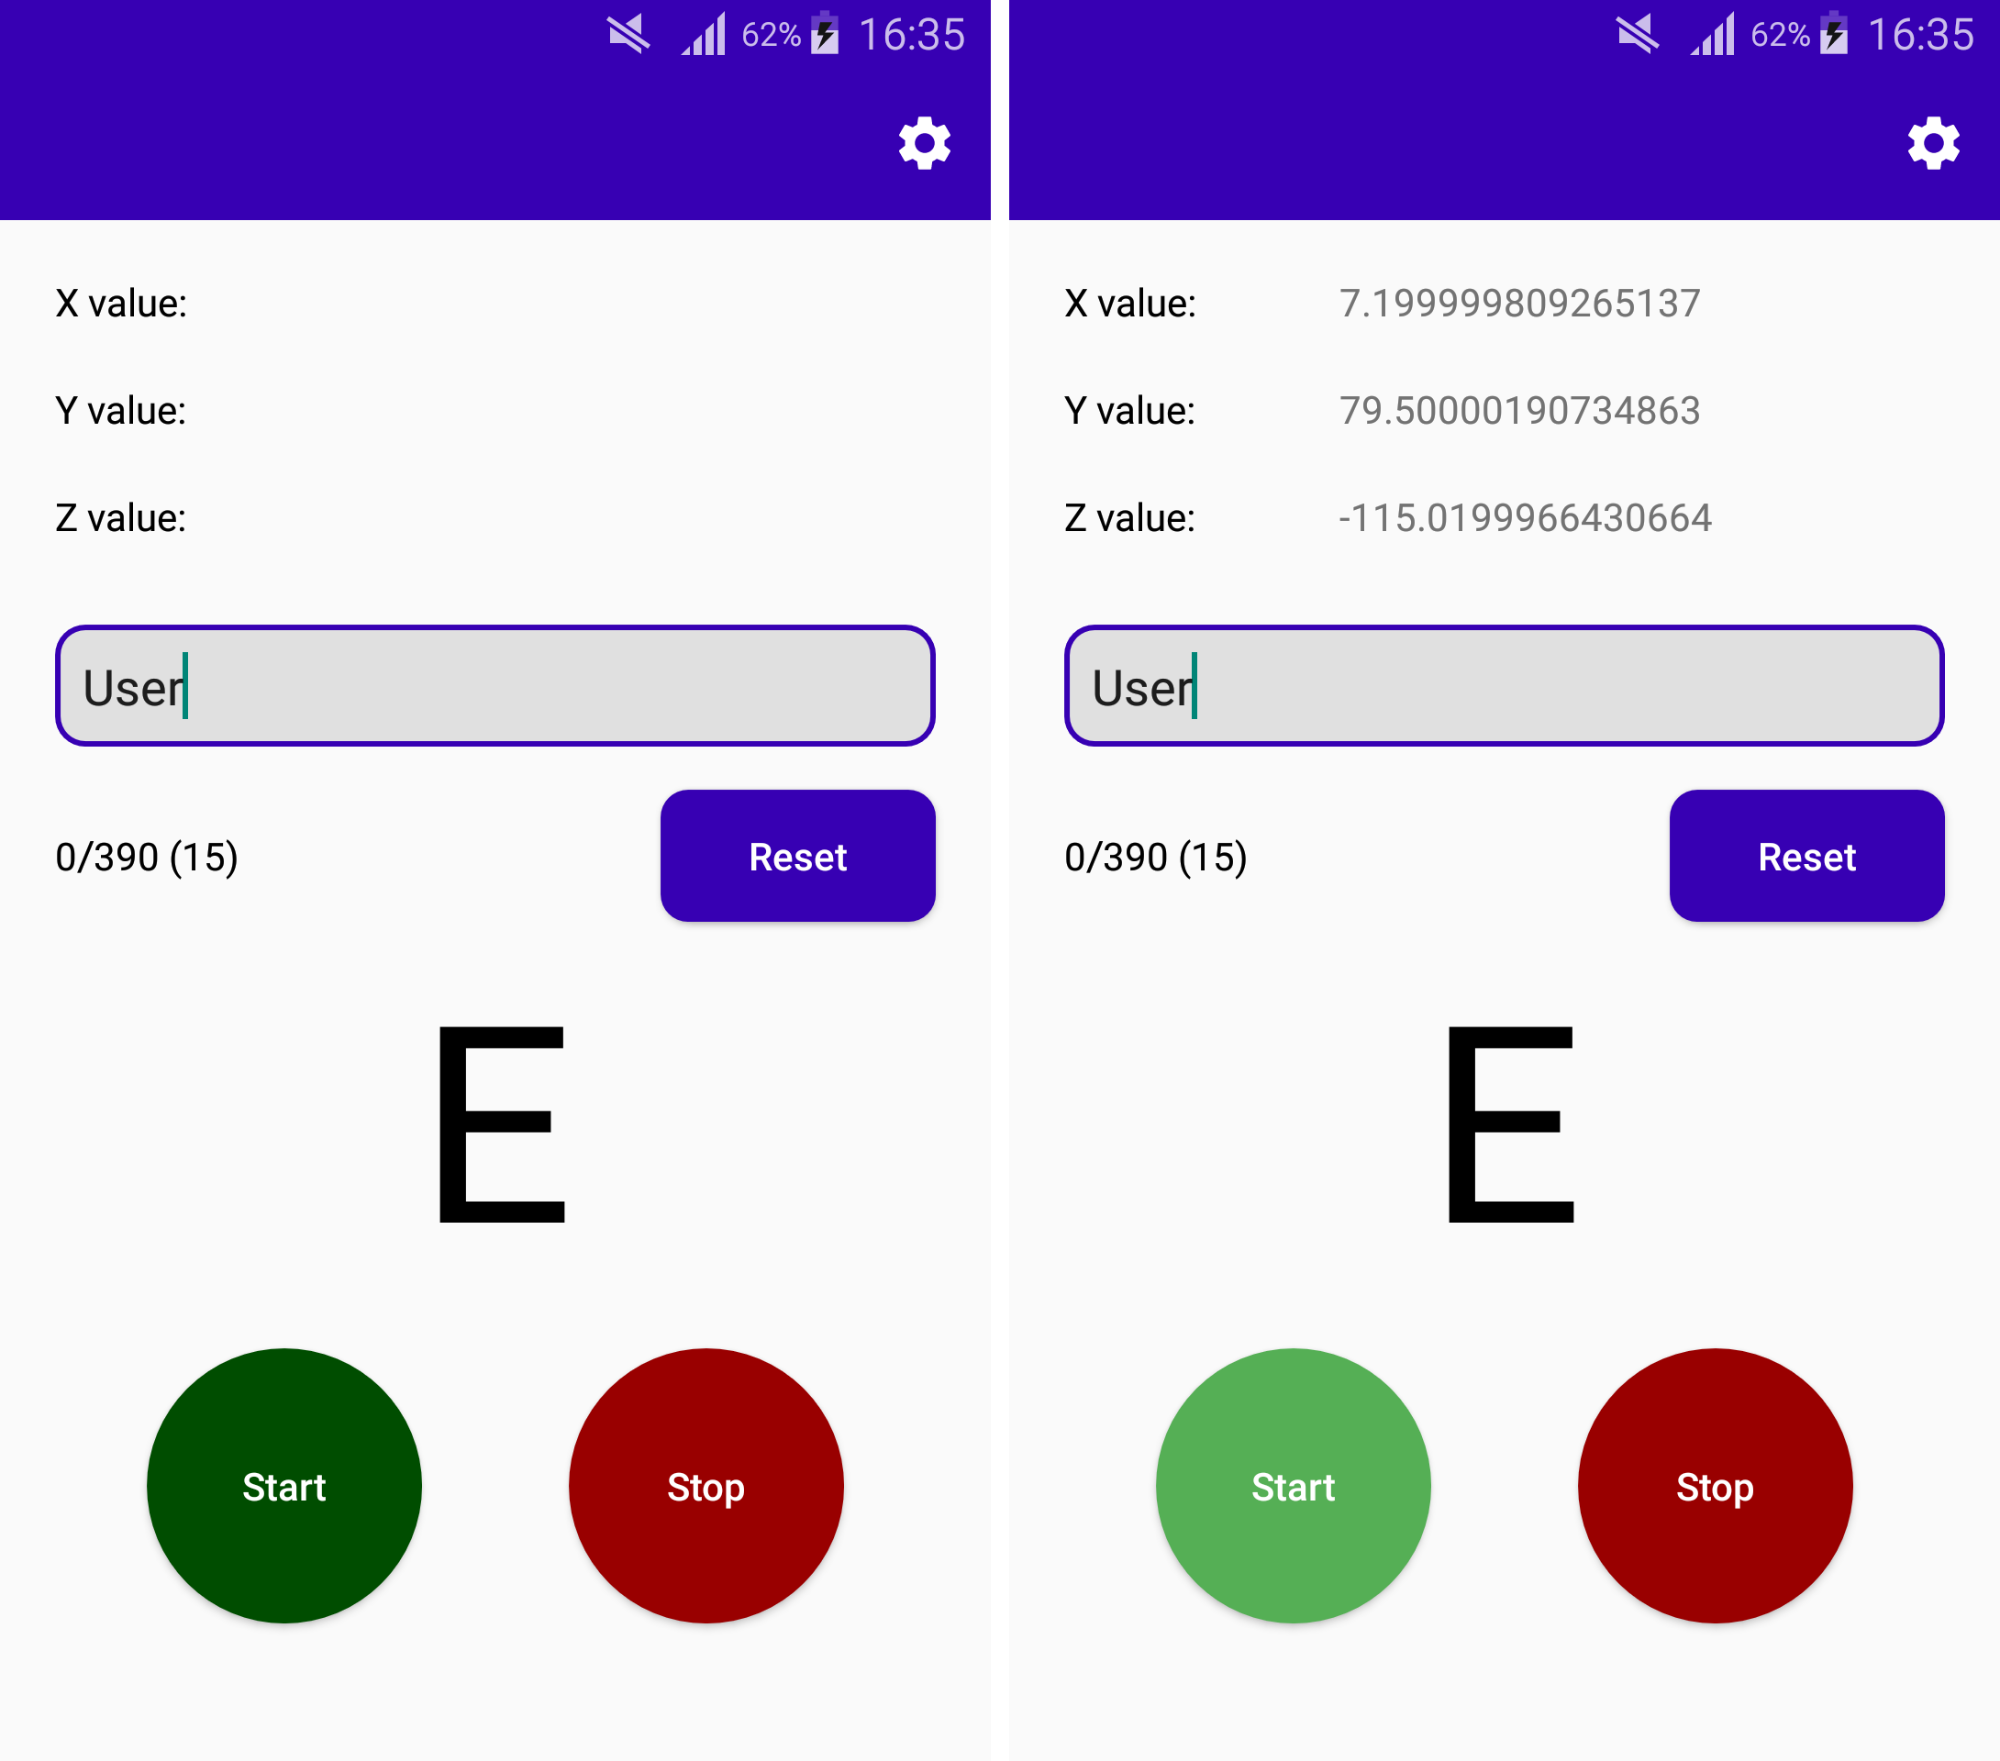 62% 16:35
X value:
Y value:
Z value:
User
0/390 (15) Reset
E
Start Stop
62% 16:35
X value: 7.199999809265137
Y value: 79.50000190734863
Z value: -115.0199966430664
User
0/390 (15) Reset
E
Start Stop